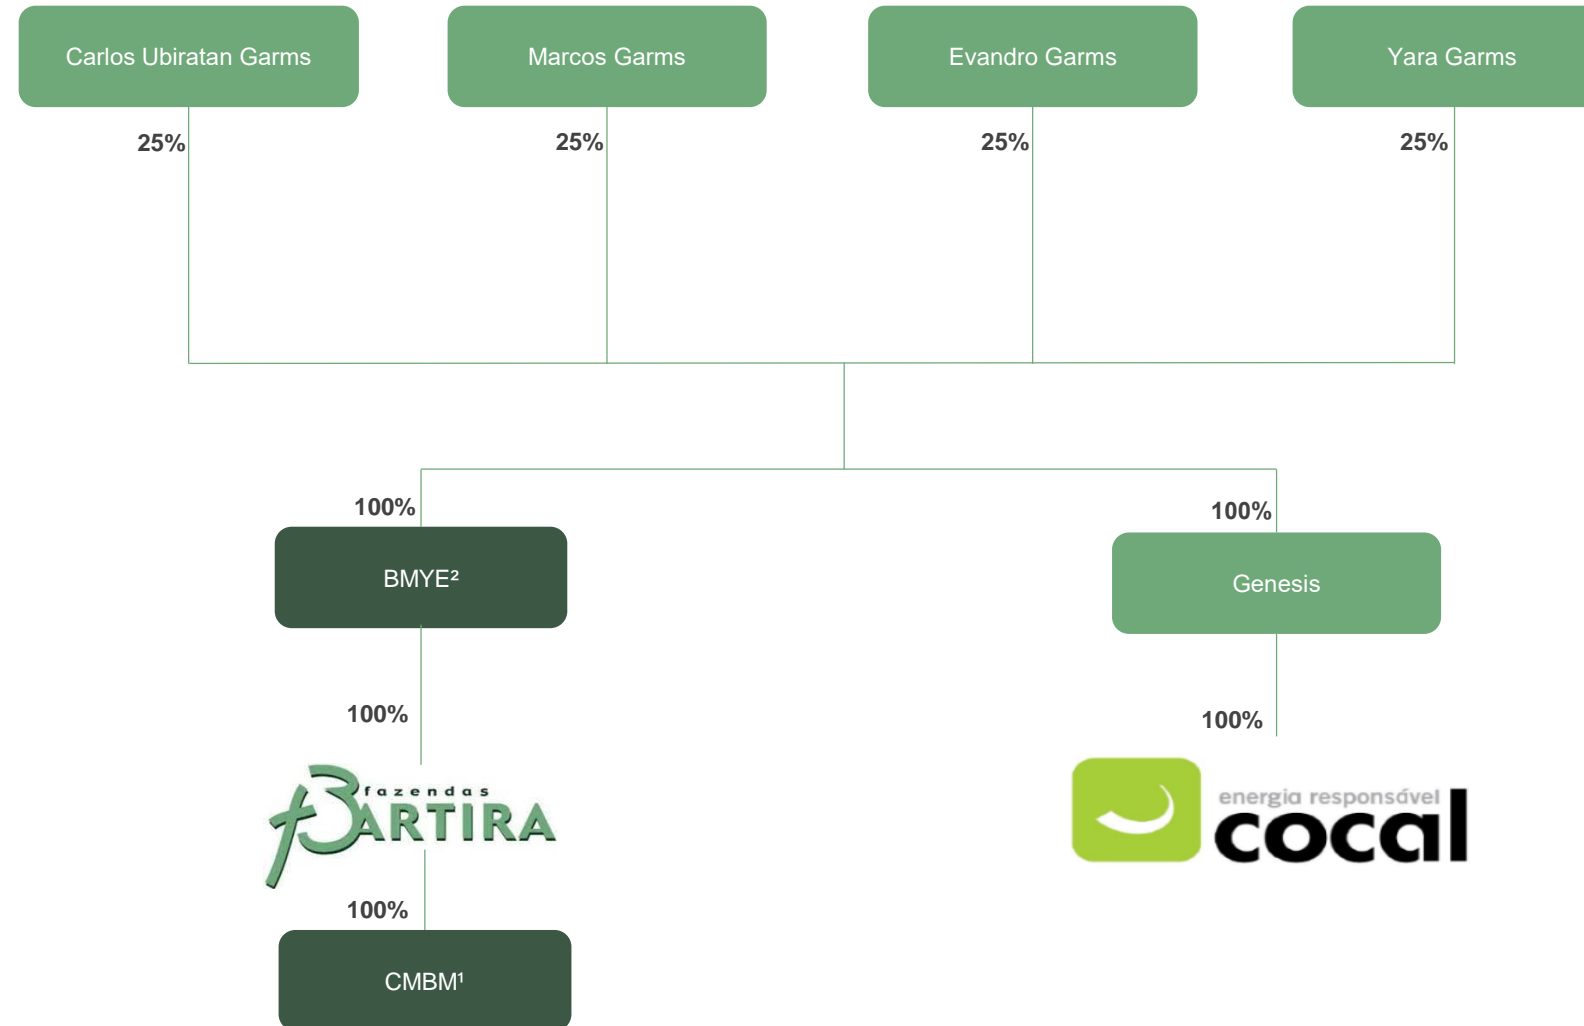 Carlos Ubiratan Garms
Marcos Garms
Evandro Garms
Yara Garms
25%
25%
25%
25%
100%
100%
BMYE²
Genesis
100%
100%
fazendas
BARTIRA
energia responsável
cocal
100%
CMBM¹